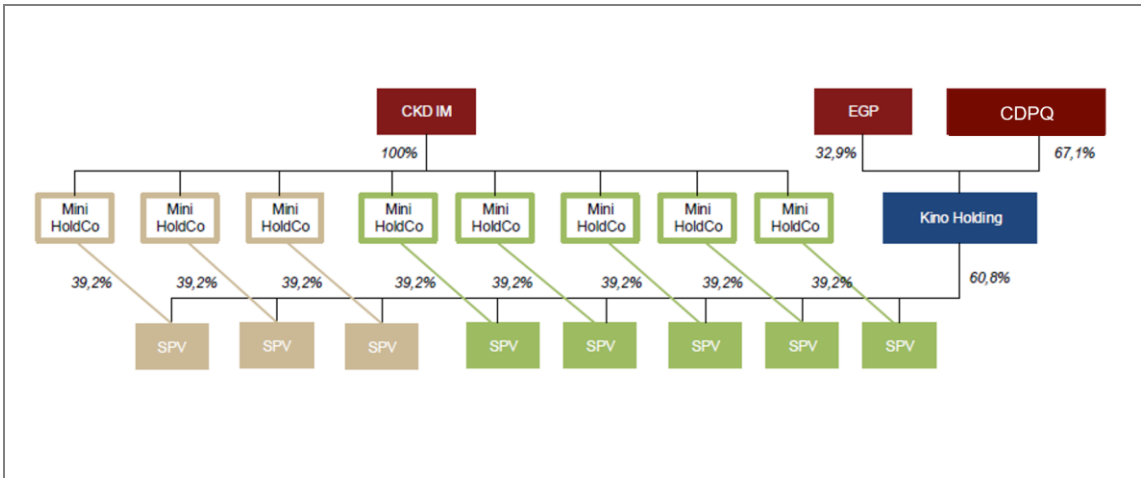 CKD IM
EGP
CDPQ
100%
32,9%
67,1%
Mini
HoldCo
Mini
HoldCo
Mini
HoldCo
Mini
HoldCo
Mini
HoldCo
Mini
HoldCo
Mini
HoldCo
Mini
HoldCo
Kino Holding
39,2%
39,2%
39,2%
39,2%
39,2%
39,2%
39,2%
39,2%
60,8%
SPV
SPV
SPV
SPV
SPV
SPV
SPV
SPV